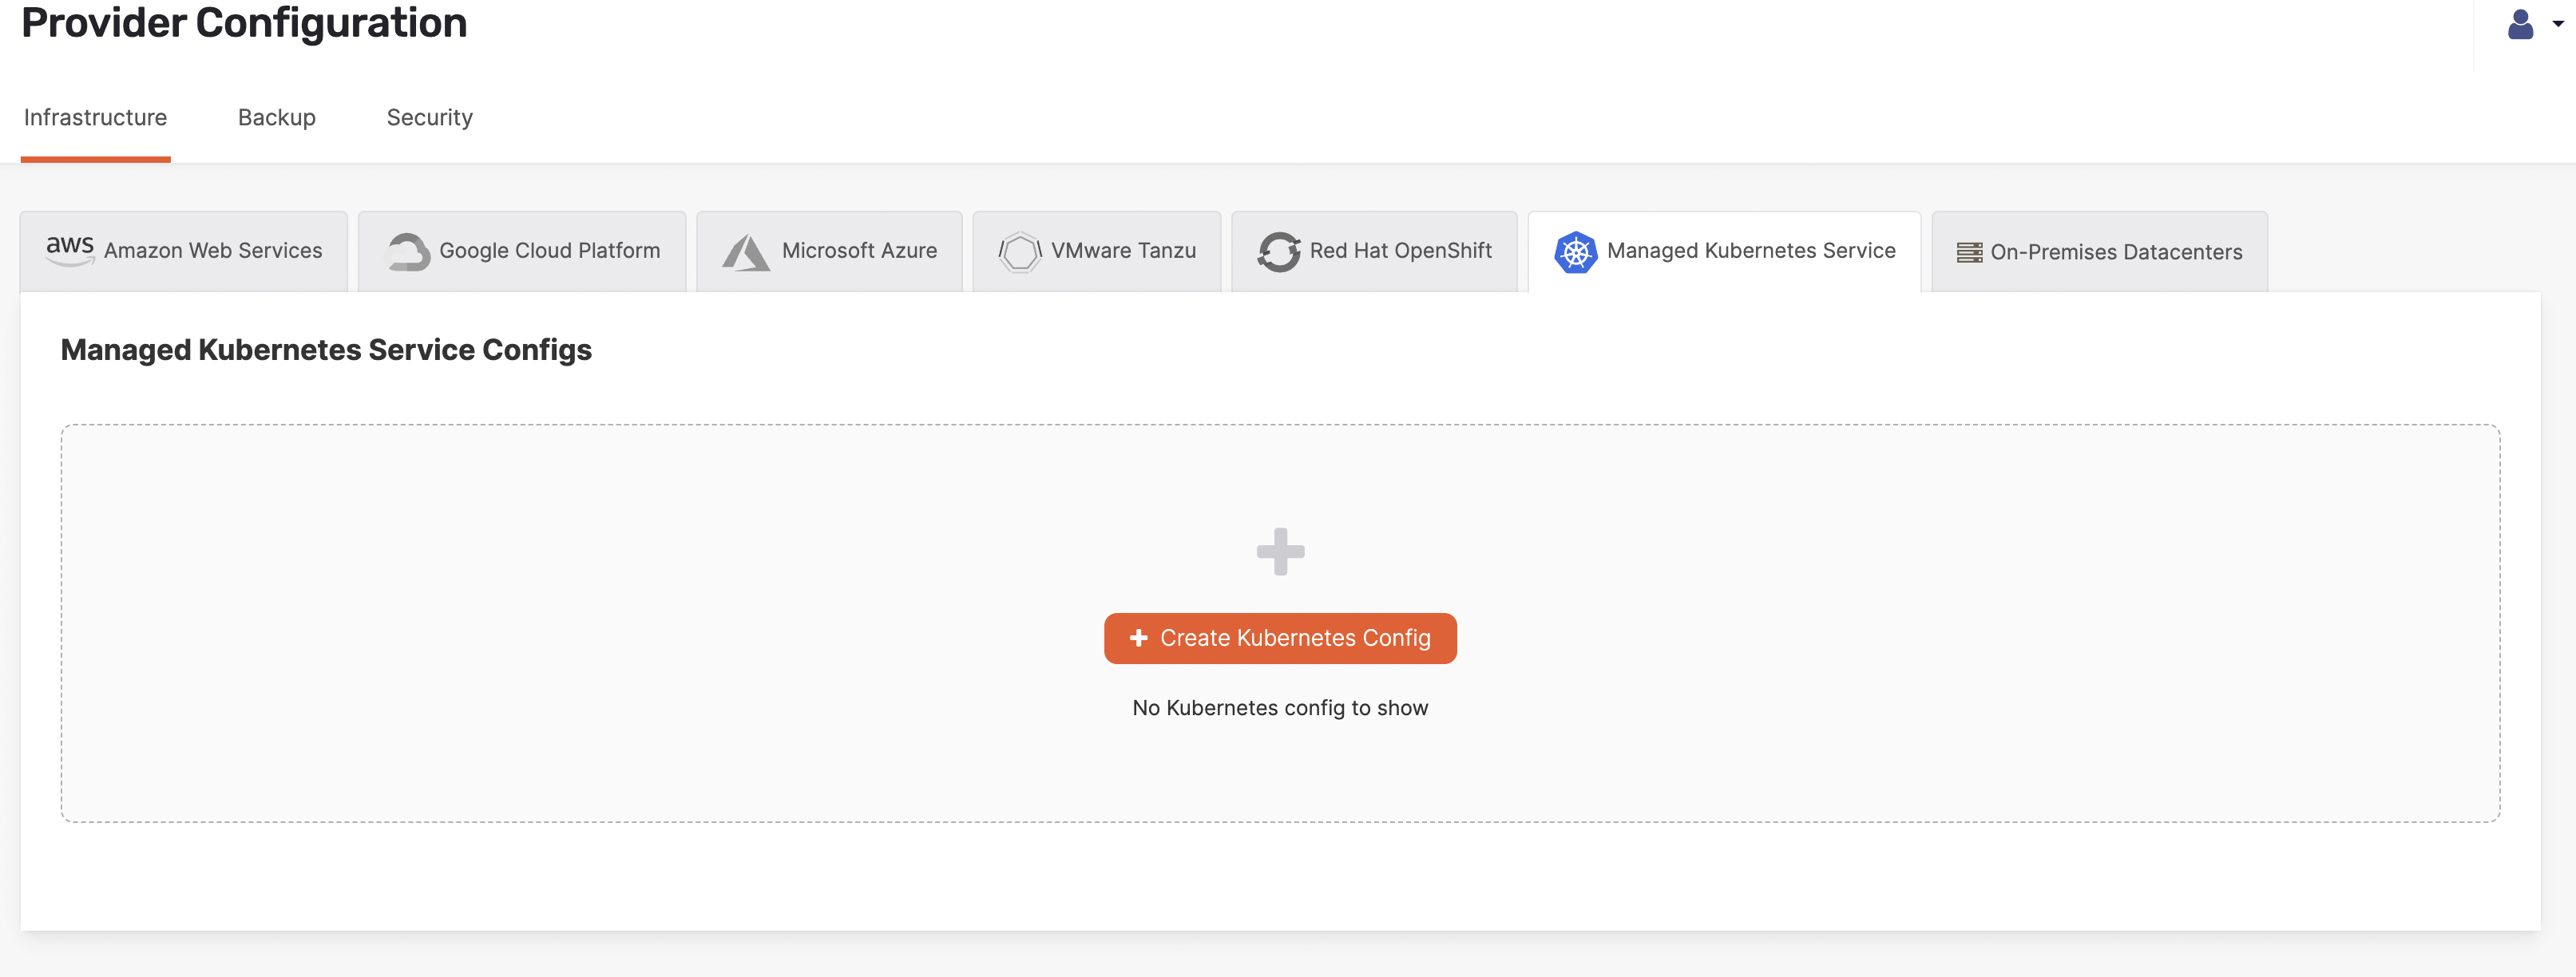 Provider Configuration
Infrastructure Backup Security
aws Amazon Web Services Google Cloud Platform Microsoft Azure VMware Tanzu Red Hat OpenShift Managed Kubernetes Service On-Premises Datacenters
Managed Kubernetes Service Configs
Create Kubernetes Config
No Kubernetes config to show